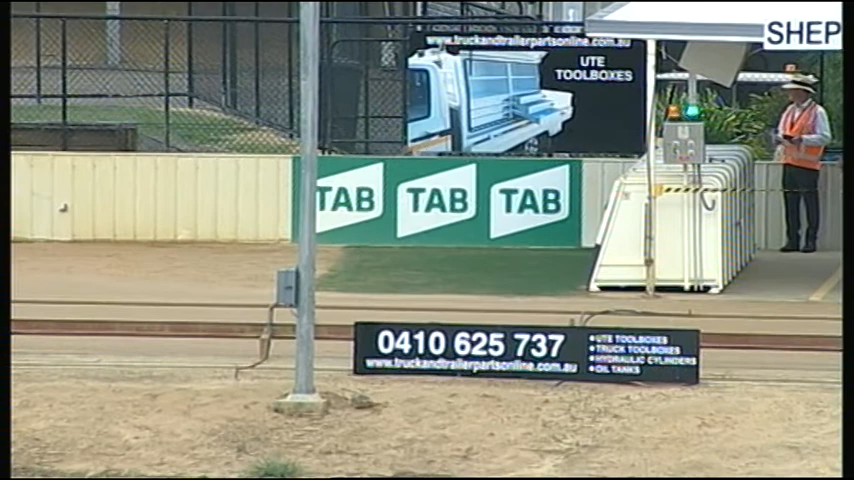 SHEP
www.truckandtrailerpartsonline.com.au
UTE
TOOLBOXES
TAB TAB TAB
0410 625 737
www.truckandtrailerpartsonline.com.au
• UTE TOOLBOXES
• TRUCK TOOLBOXES
• HYDRAULIC CYLINDERS
• OIL TANKS